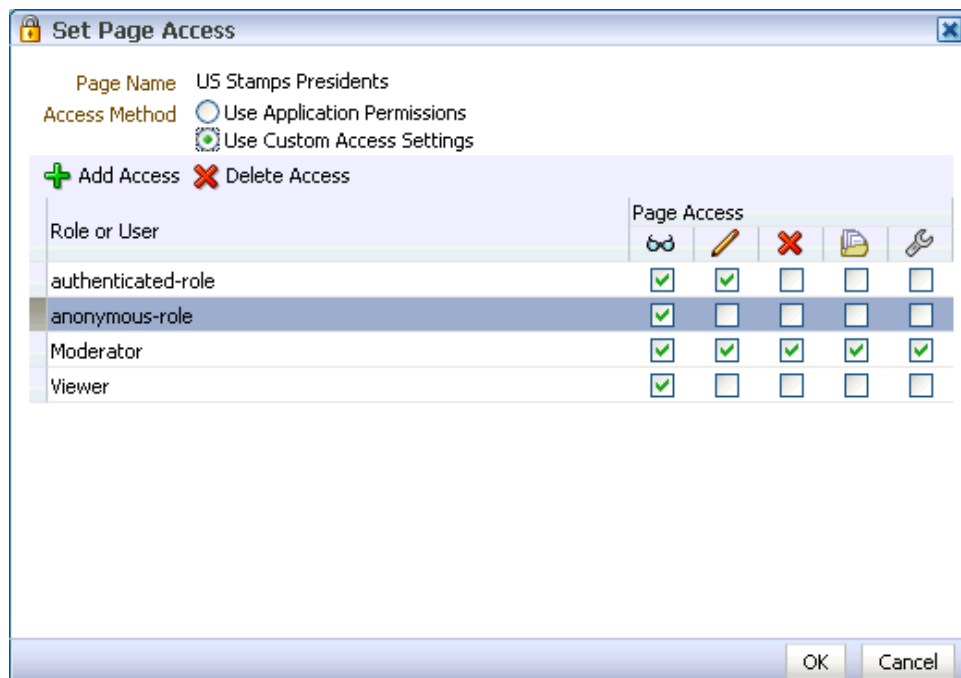 Set Page Access
Page Name US Stamps Presidents
Access Method Use Application Permissions
Use Custom Access Settings
Add Access Delete Access
Role or User Page Access
authenticated-role
anonymous-role
Moderator
Viewer
OK Cancel